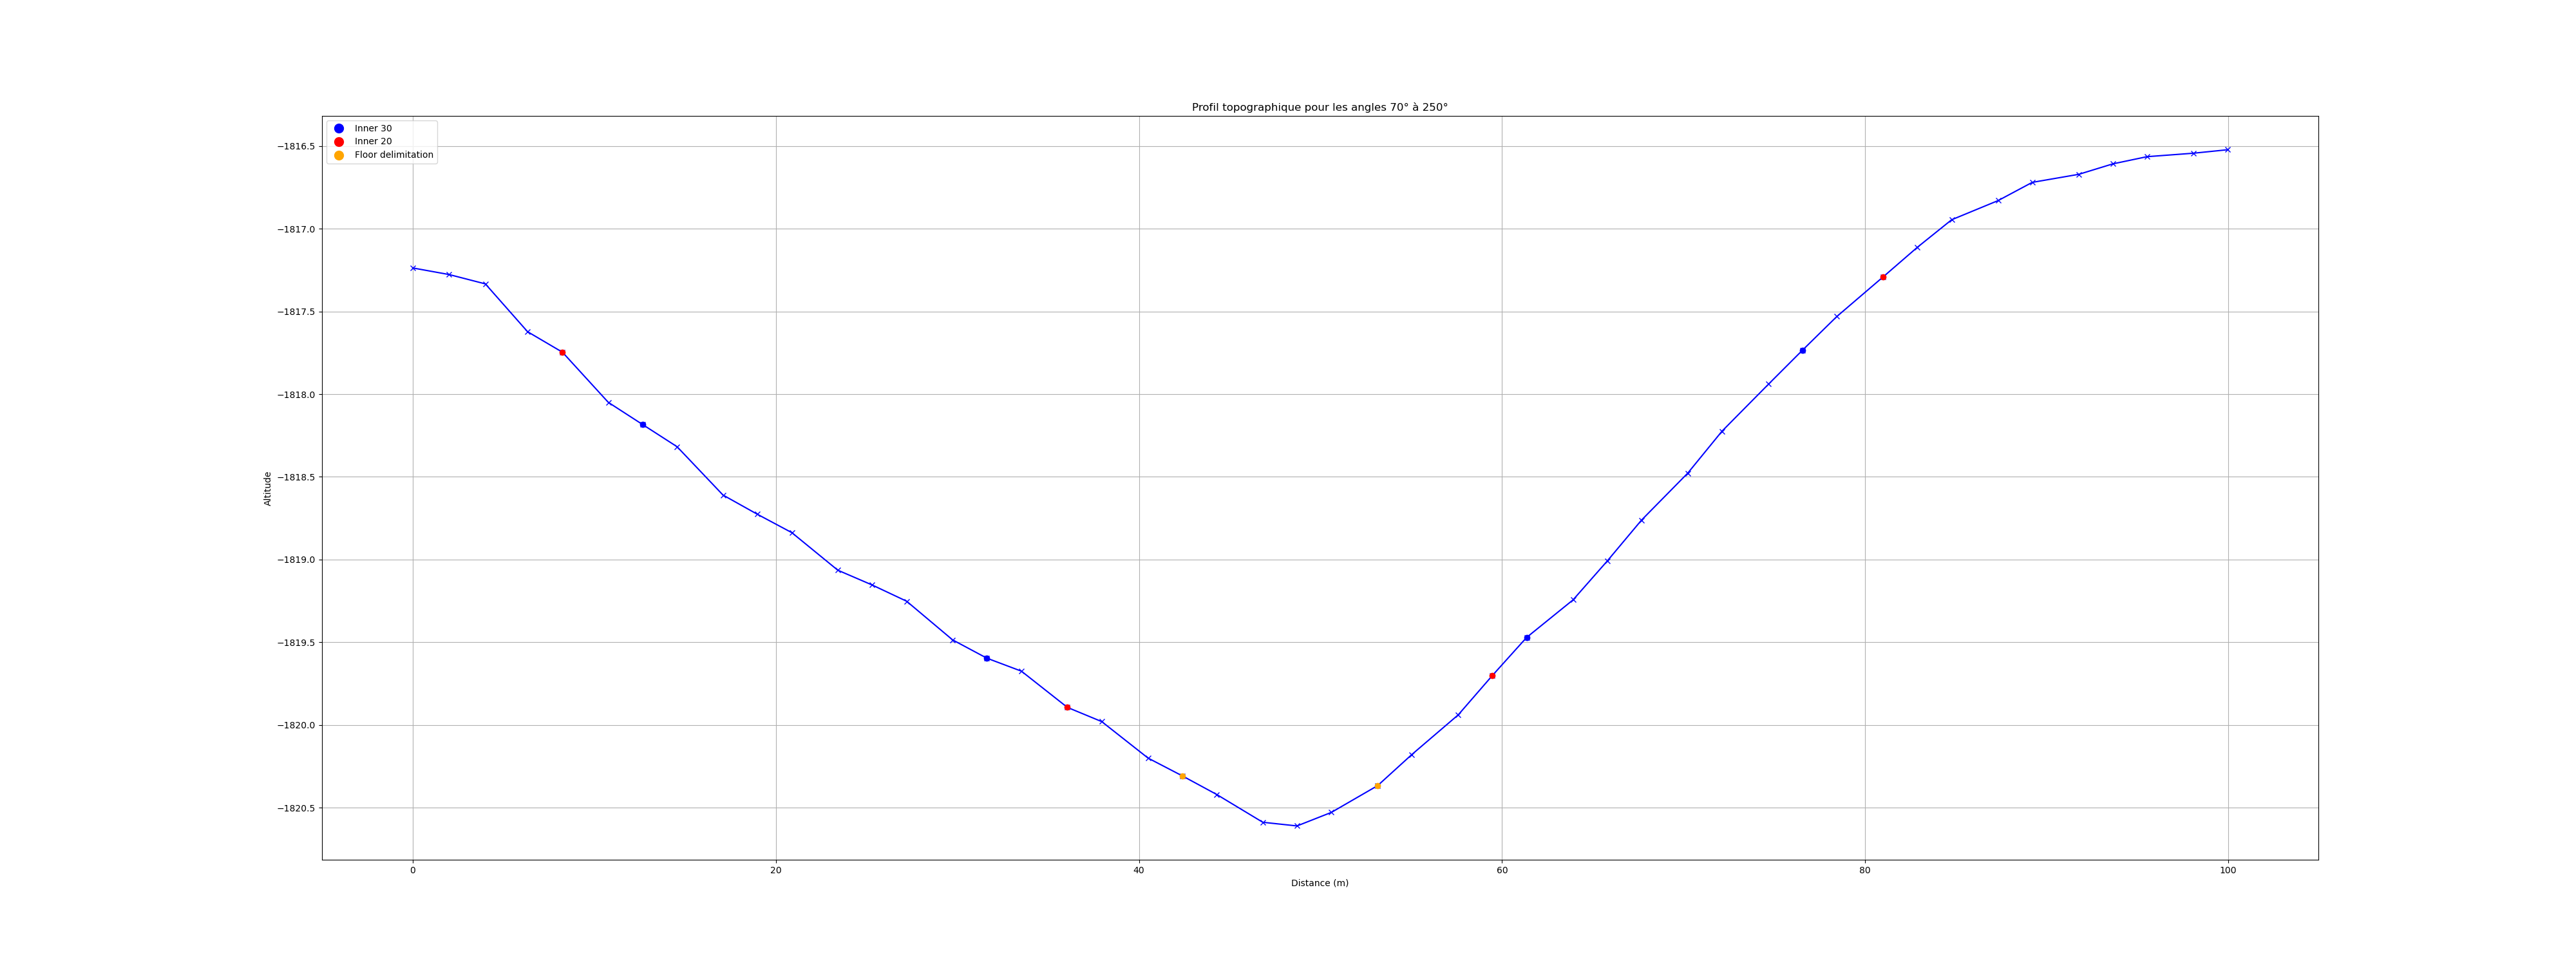 Profil topographique pour les angles 70° à 250°
Inner 30
Inner 20
Floor delimitation
−1816.5
−1817.0
−1817.5
−1818.0
−1818.5
−1819.0
−1819.5
−1820.0
−1820.5
Altitude
0 20 40 60 80 100
Distance (m)